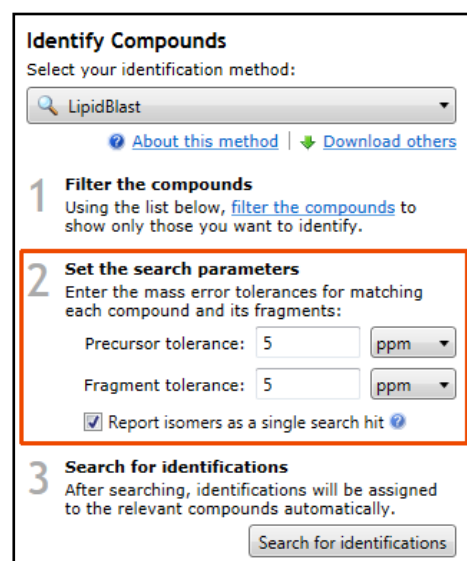 Identify Compounds
Select your identification method:
LipidBlast
About this method | Download others
1 Filter the compounds
Using the list below, filter the compounds to
show only those you want to identify.
2 Set the search parameters
Enter the mass error tolerances for matching
each compound and its fragments:
Precursor tolerance: 5 ppm
Fragment tolerance: 5 ppm
Report isomers as a single search hit ?
3 Search for identifications
After searching, identifications will be assigned
to the relevant compounds automatically.
Search for identifications